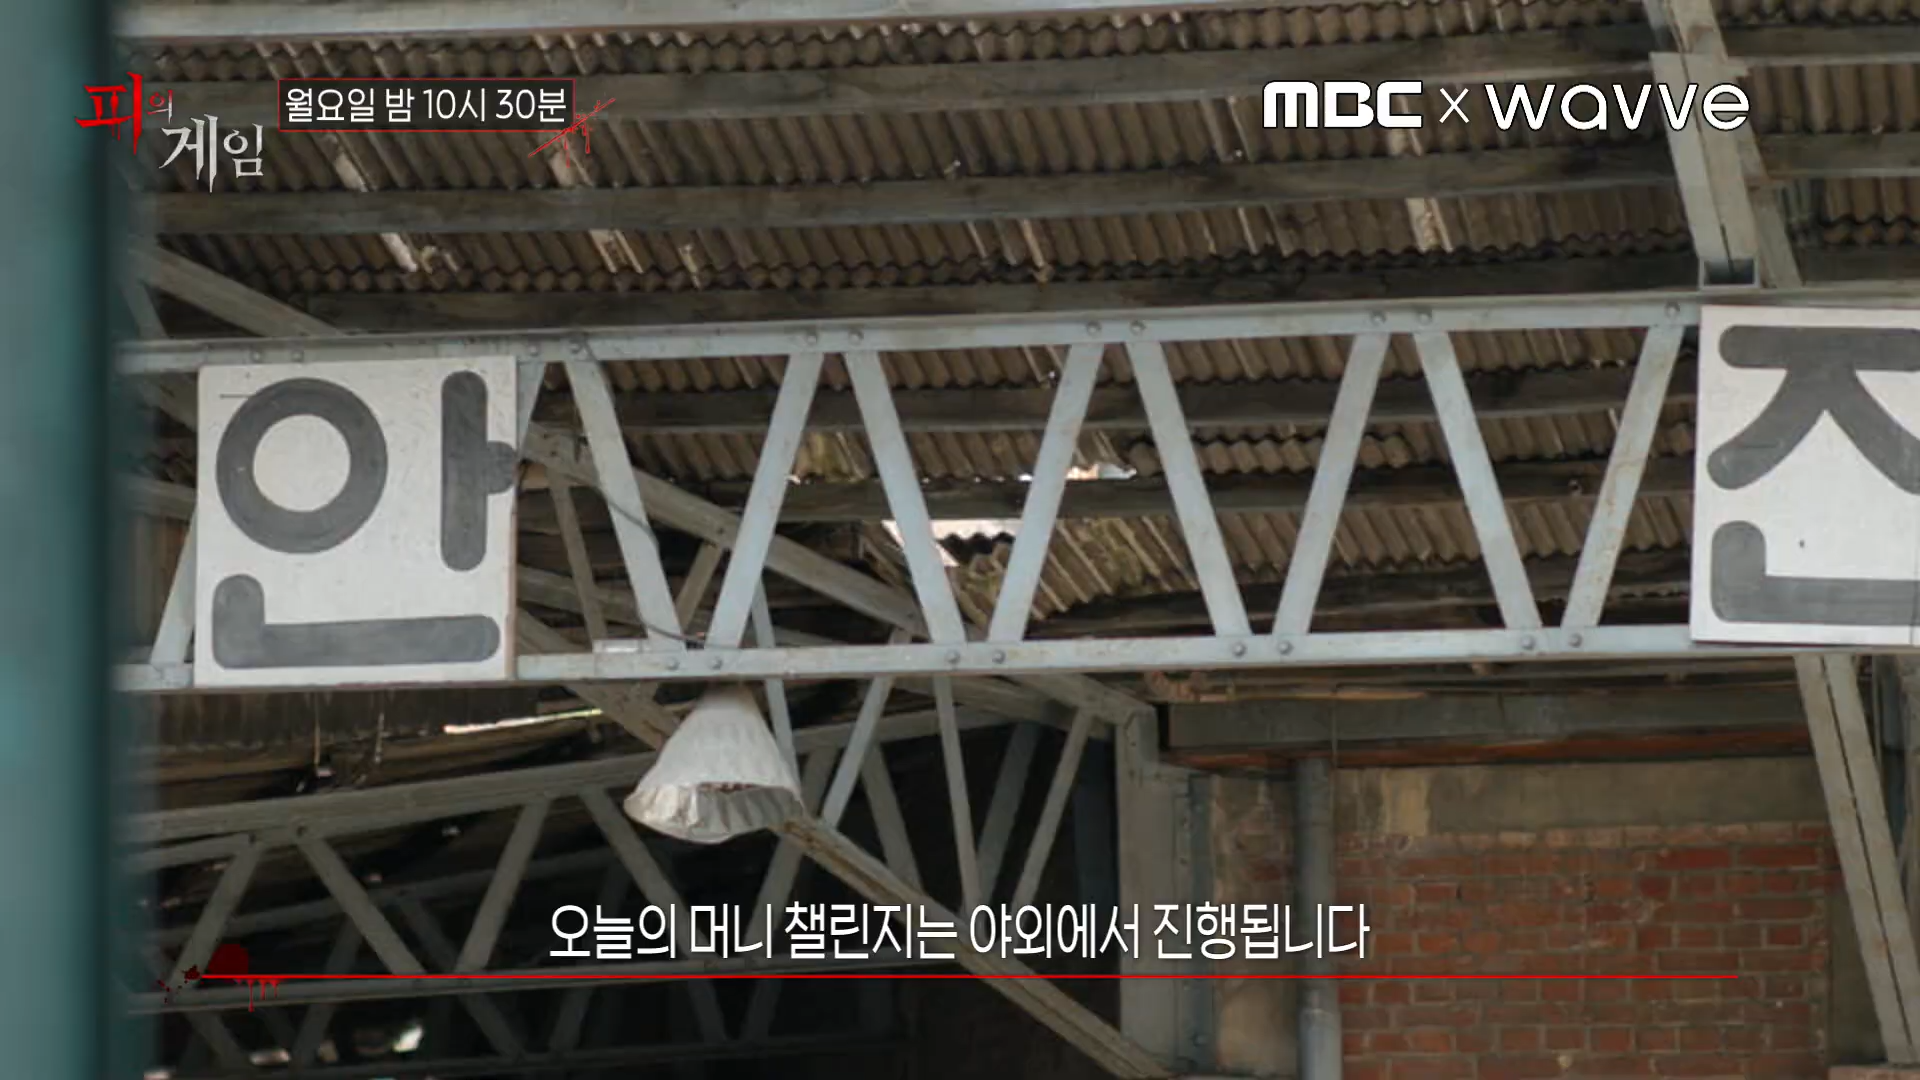 피의
게임
월요일 밤 10시 30분
MBC X wavve
안
오늘의 머니 챌린지는 야외에서 진행됩니다